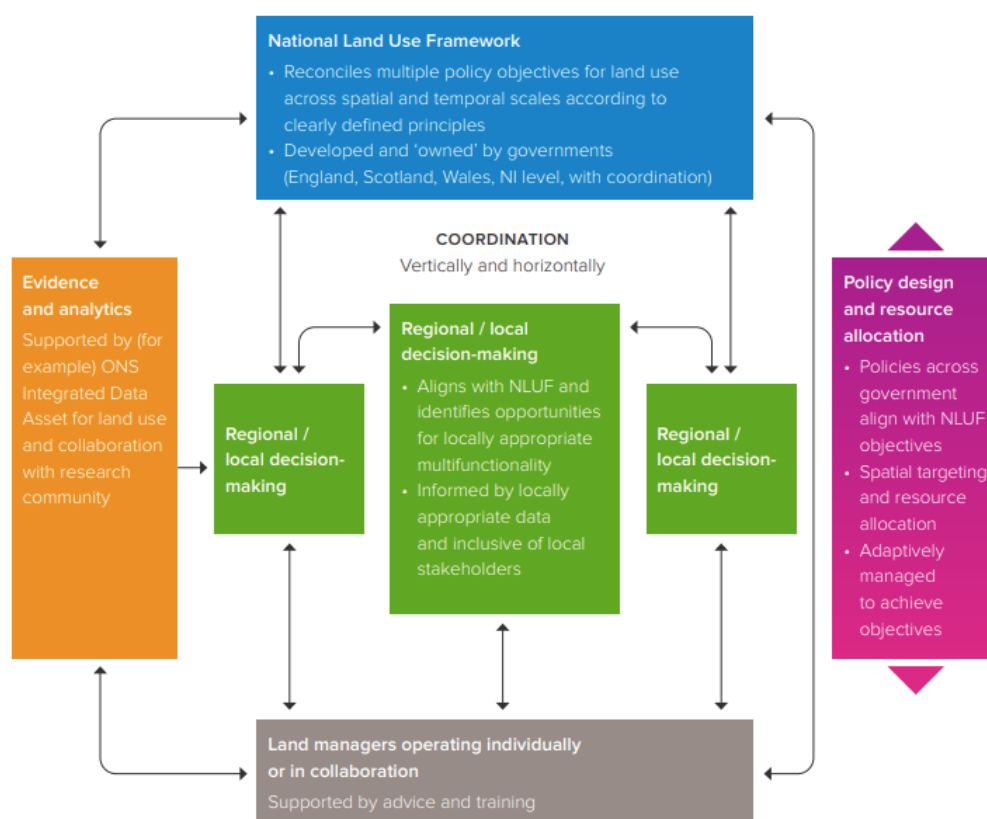 National Land Use Framework
• Reconciles multiple policy objectives for land use
across spatial and temporal scales according to
clearly defined principles
• Developed and ‘owned’ by governments
(England, Scotland, Wales, NI level, with coordination)
COORDINATION
Vertically and horizontally
Evidence
and analytics
Supported by (for
example) ONS
Integrated Data
Asset for land use
and collaboration
with research
community
Regional /
local decision-
making
Regional / local
decision-making
• Aligns with NLUF and
identifies opportunities
for locally appropriate
multifunctionality
• Informed by locally
appropriate data
and inclusive of local
stakeholders
Regional /
local decision-
making
Policy design
and resource
allocation
• Policies across
government
align with NLUF
objectives
• Spatial targeting
and resource
allocation
• Adaptively
managed
to achieve
objectives
Land managers operating individually
or in collaboration
Supported by advice and training